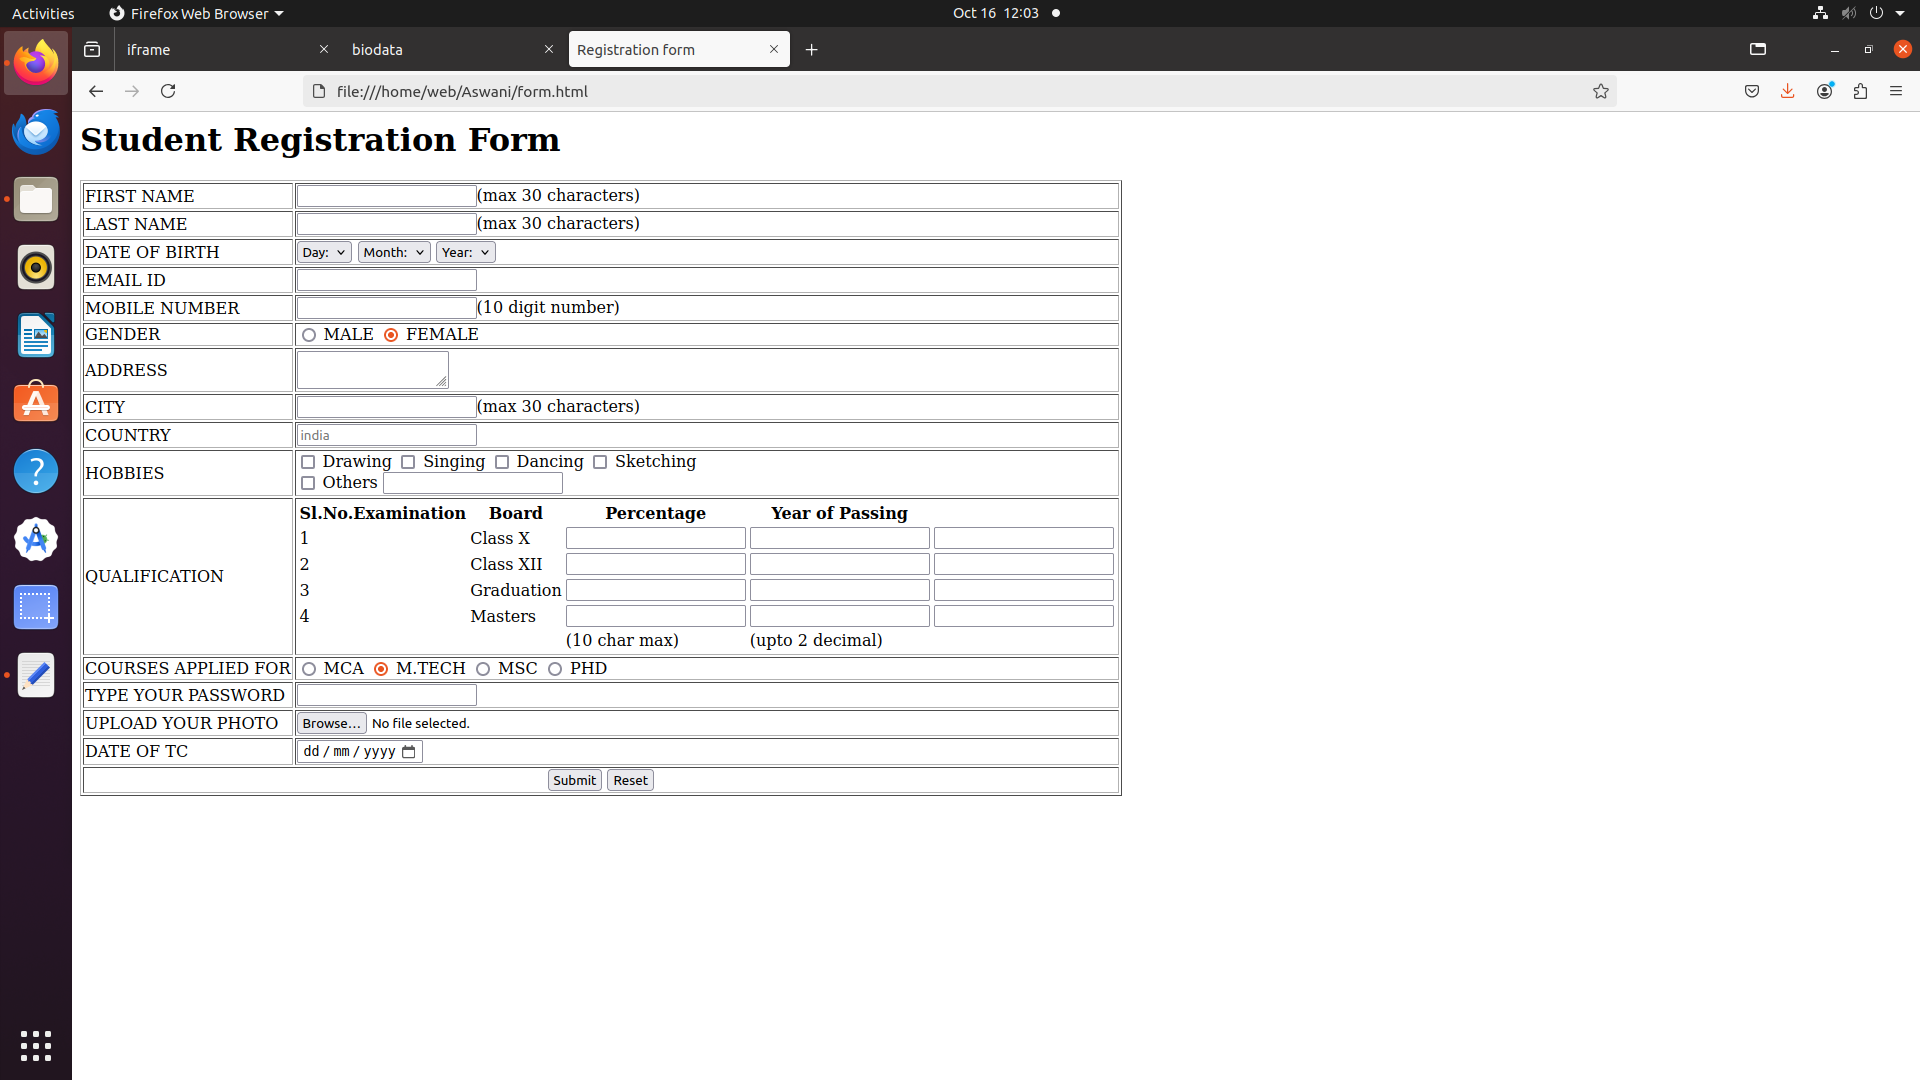 Activities Firefox Web Browser Oct 16 12:03
iframe biodata Registration form
file:///home/web/Aswani/form.html
Student Registration Form
FIRST NAME (max 30 characters)
LAST NAME (max 30 characters)
DATE OF BIRTH Day: Month: Year:
EMAIL ID
MOBILE NUMBER (10 digit number)
GENDER MALE FEMALE
ADDRESS
CITY (max 30 characters)
COUNTRY india
HOBBIES Drawing Singing Dancing Sketching
Others
QUALIFICATION
Sl.No.Examination Board Percentage Year of Passing
1 Class X
2 Class XII
3 Graduation
4 Masters
(10 char max) (upto 2 decimal)
COURSES APPLIED FOR MCA M.TECH MSC PHD
TYPE YOUR PASSWORD
UPLOAD YOUR PHOTO Browse... No file selected.
DATE OF TC dd/mm/yyyy
Submit Reset